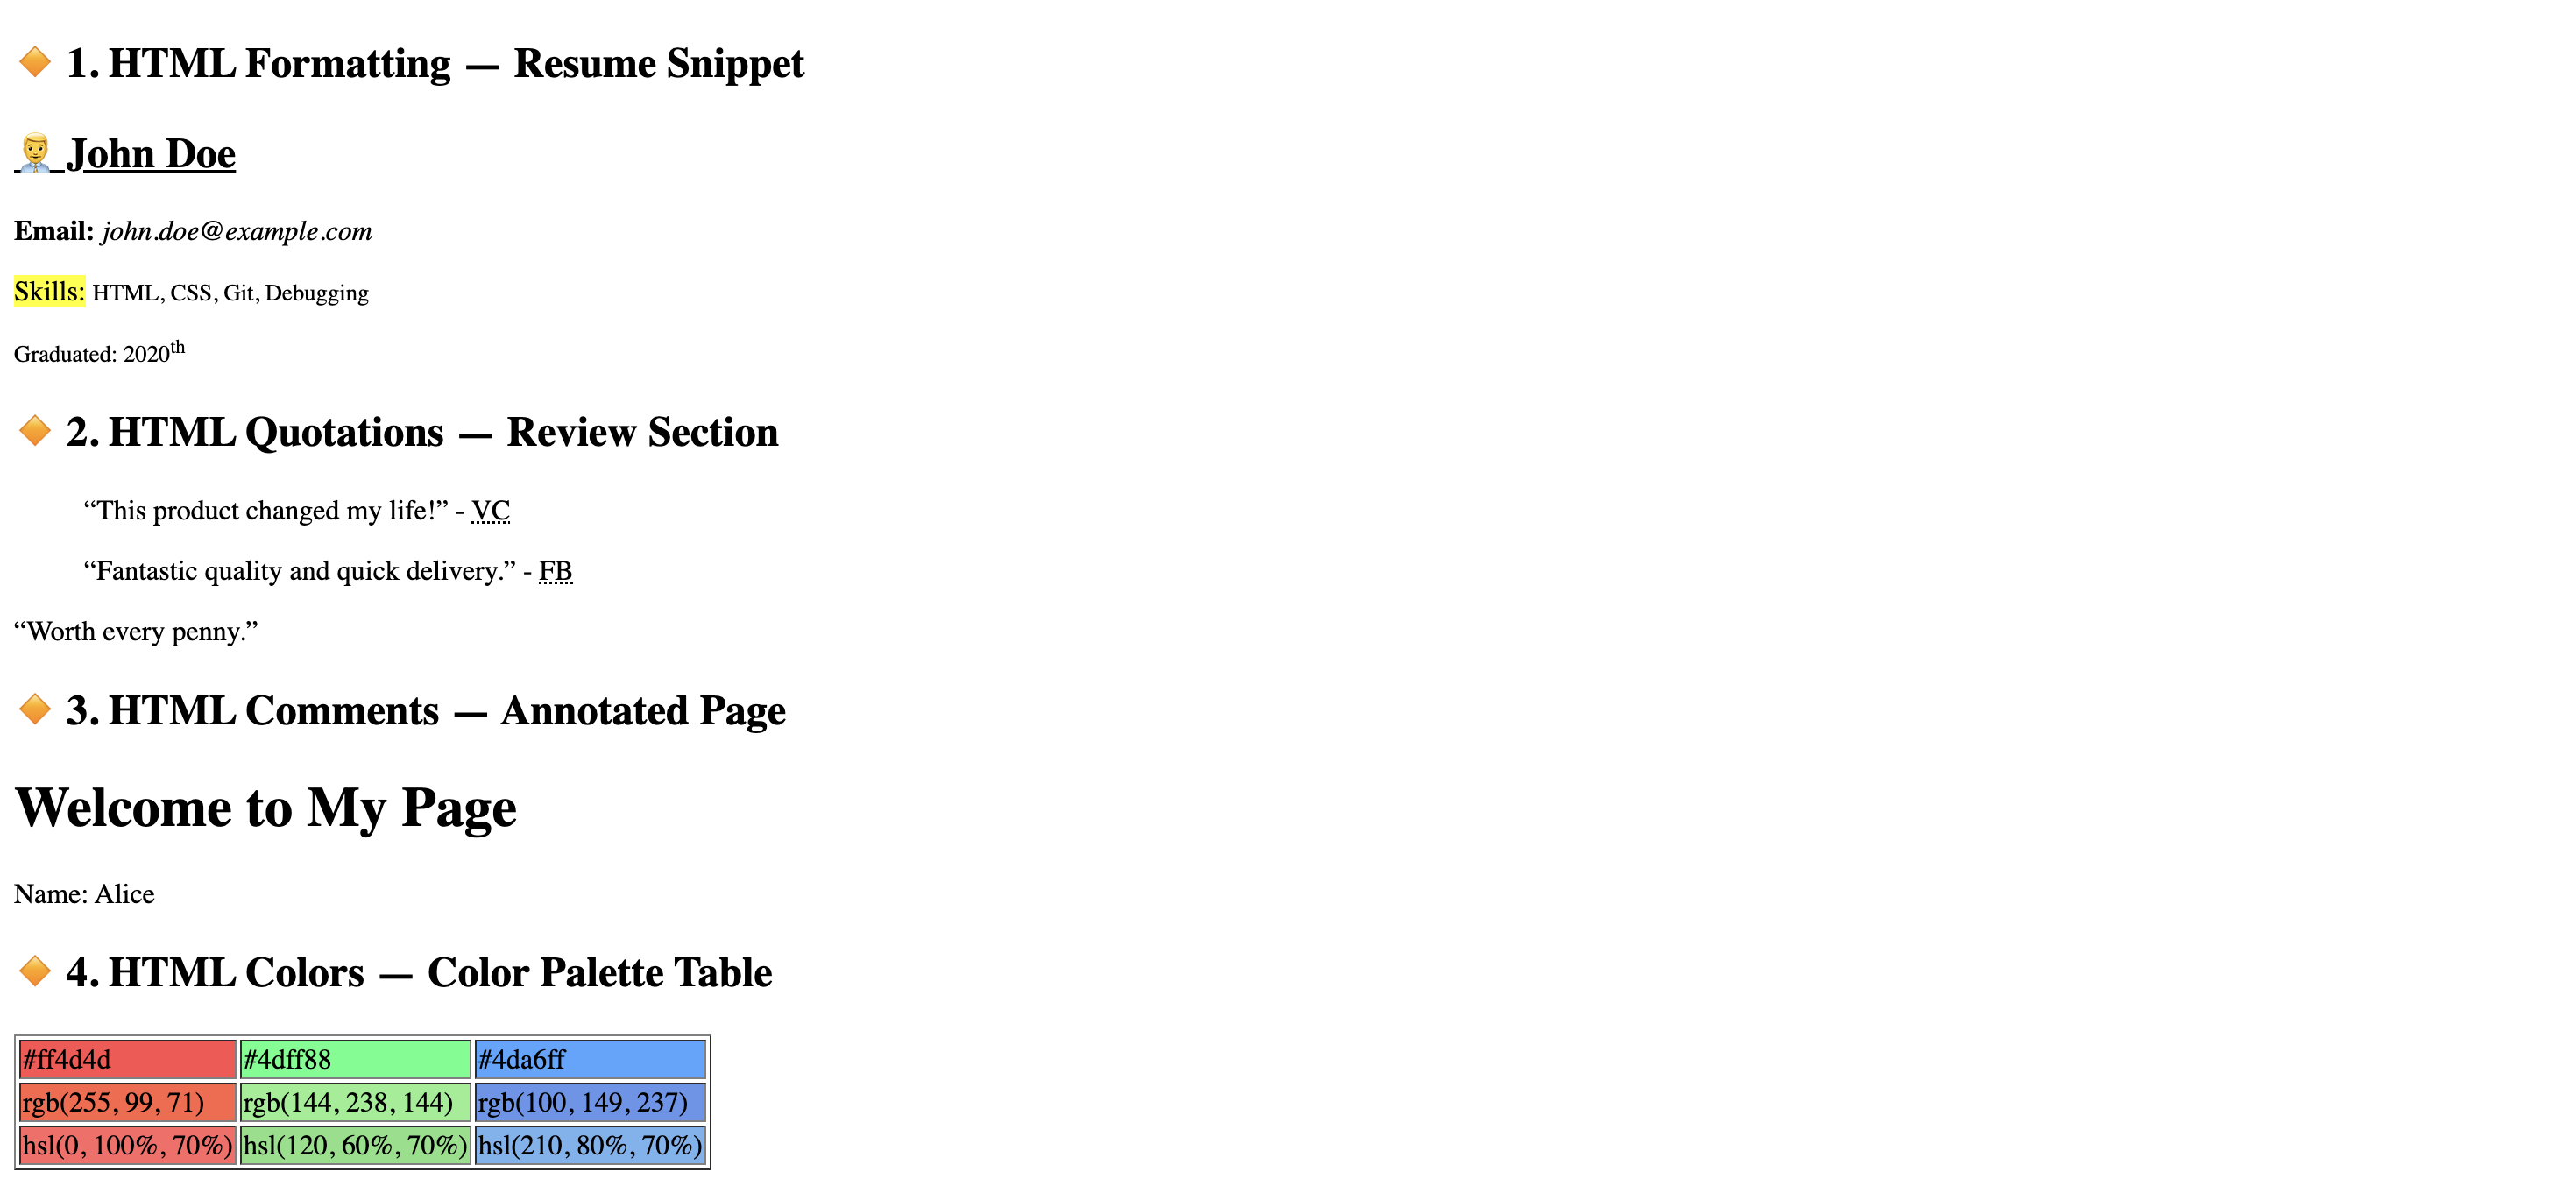 🔶 1. HTML Formatting — Resume Snippet
👨‍💼 John Doe
Email: john.doe@example.com
Skills: HTML, CSS, Git, Debugging
Graduated: 2020th
🔶 2. HTML Quotations — Review Section
“This product changed my life!” - VC
“Fantastic quality and quick delivery.” - FB
“Worth every penny.”
🔶 3. HTML Comments — Annotated Page
Welcome to My Page
Name: Alice
🔶 4. HTML Colors — Color Palette Table
#ff4d4d #4dff88 #4da6ff
rgb(255, 99, 71) rgb(144, 238, 144) rgb(100, 149, 237)
hsl(0, 100%, 70%) hsl(120, 60%, 70%) hsl(210, 80%, 70%)